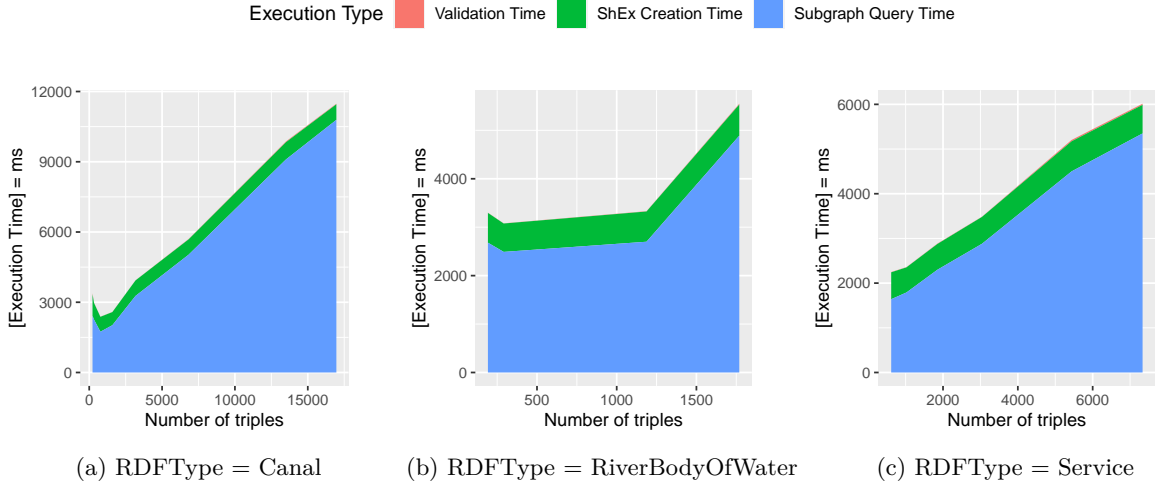 Execution Type Validation Time ShEx Creation Time Subgraph Query Time
[Execution Time] = ms
12000
9000
6000
3000
0
0 5000 10000 15000
Number of triples
(a) RDFType = Canal
[Execution Time] = ms
4000
2000
0
500 1000 1500
Number of triples
(b) RDFType = RiverBodyOfWater
[Execution Time] = ms
6000
4000
2000
0
2000 4000 6000
Number of triples
(c) RDFType = Service